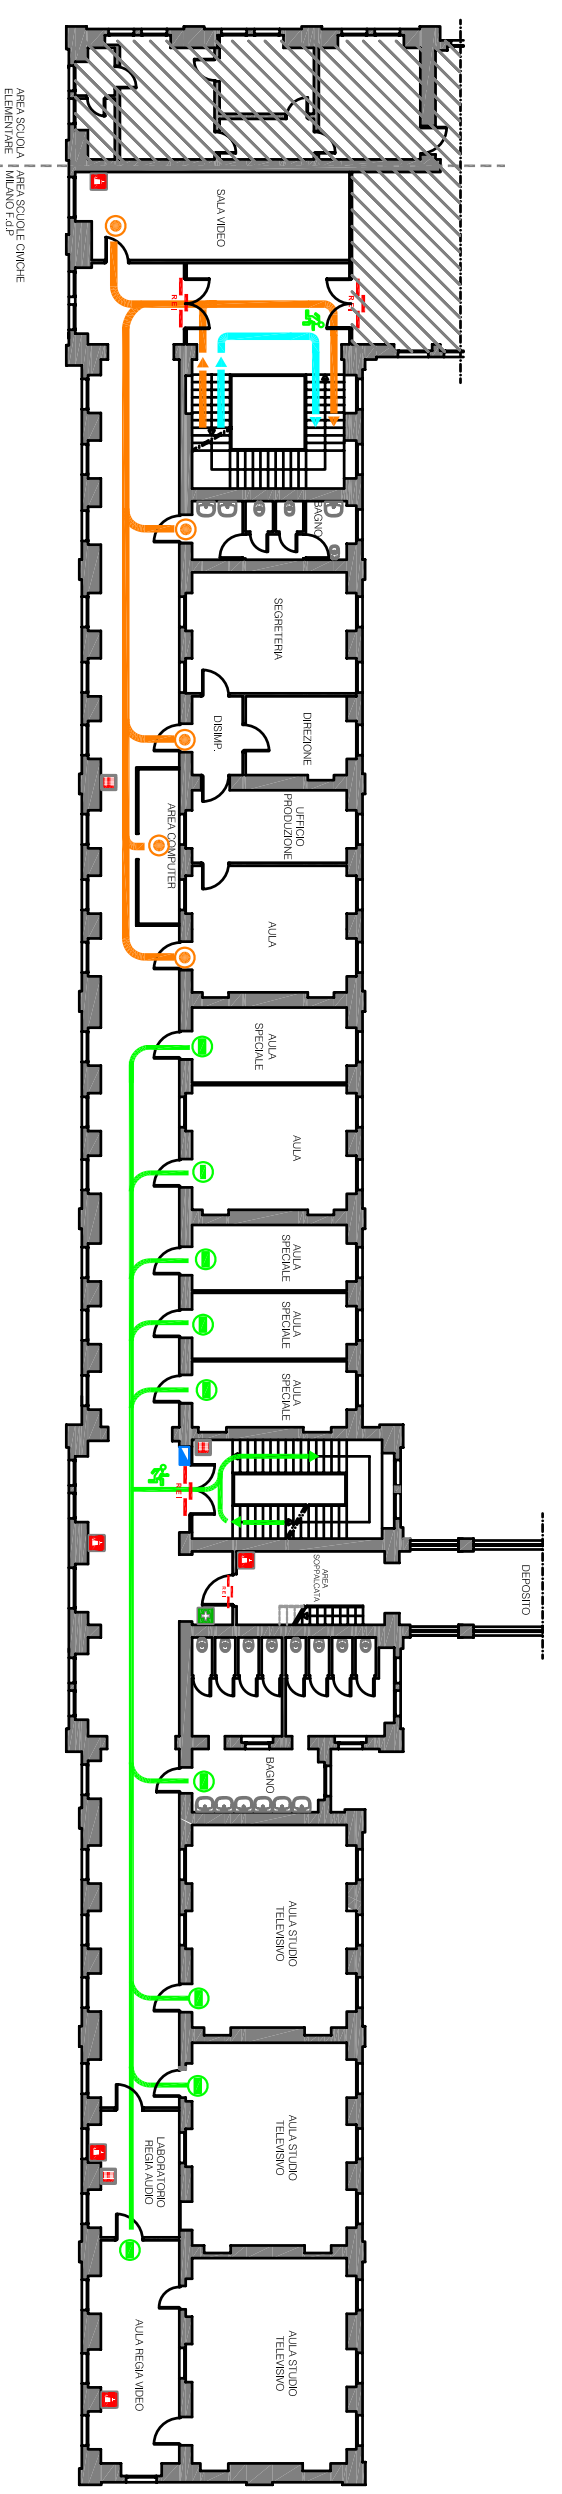 AREA SCUOLA
ELEMENTARE
AREA SCUOLE CIVICHE
MILANO F.d.P
SALA VIDEO
REI
REI
BAGNO
SEGRETERIA
DISIMP.
DIREZIONE
UFFICIO
PRODUZIONE
AREA COMPUTER
AULA
AULA
SPECIALE
AULA
AULA
SPECIALE
AULA
SPECIALE
AULA
SPECIALE
REI
AREA
SOPPALCATA
REI
DEPOSITO
BAGNO
AULA STUDIO
TELEVISIVO
AULA STUDIO
TELEVISIVO
LABORATORIO
REGIA AUDIO
AULA REGIA VIDEO
AULA STUDIO
TELEVISIVO